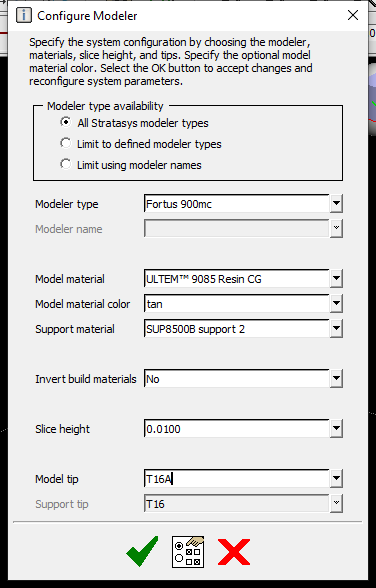 Configure Modeler
Specify the system configuration by choosing the modeler,
materials, slice height, and tips. Specify the optional model
material color. Select the OK button to accept changes and
reconfigure system parameters.
Modeler type availability
All Stratasys modeler types
Limit to defined modeler types
Limit using modeler names
Modeler type Fortus 900mc
Modeler name
Model material ULTEM™ 9085 Resin CG
Model material color tan
Support material SUP8500B support 2
Invert build materials No
Slice height 0.0100
Model tip T16A
Support tip T16